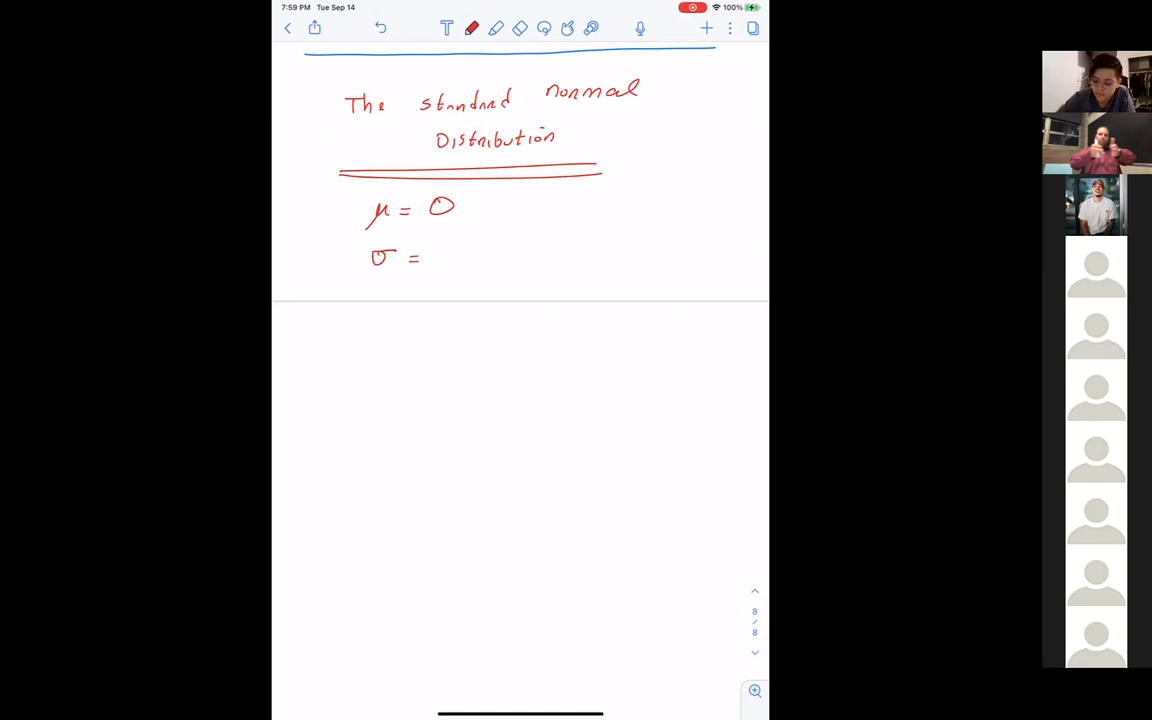 7:59 PM Tue Sep 14
100%
The standard normal
Distribution
μ = 0
σ =
8
/
8